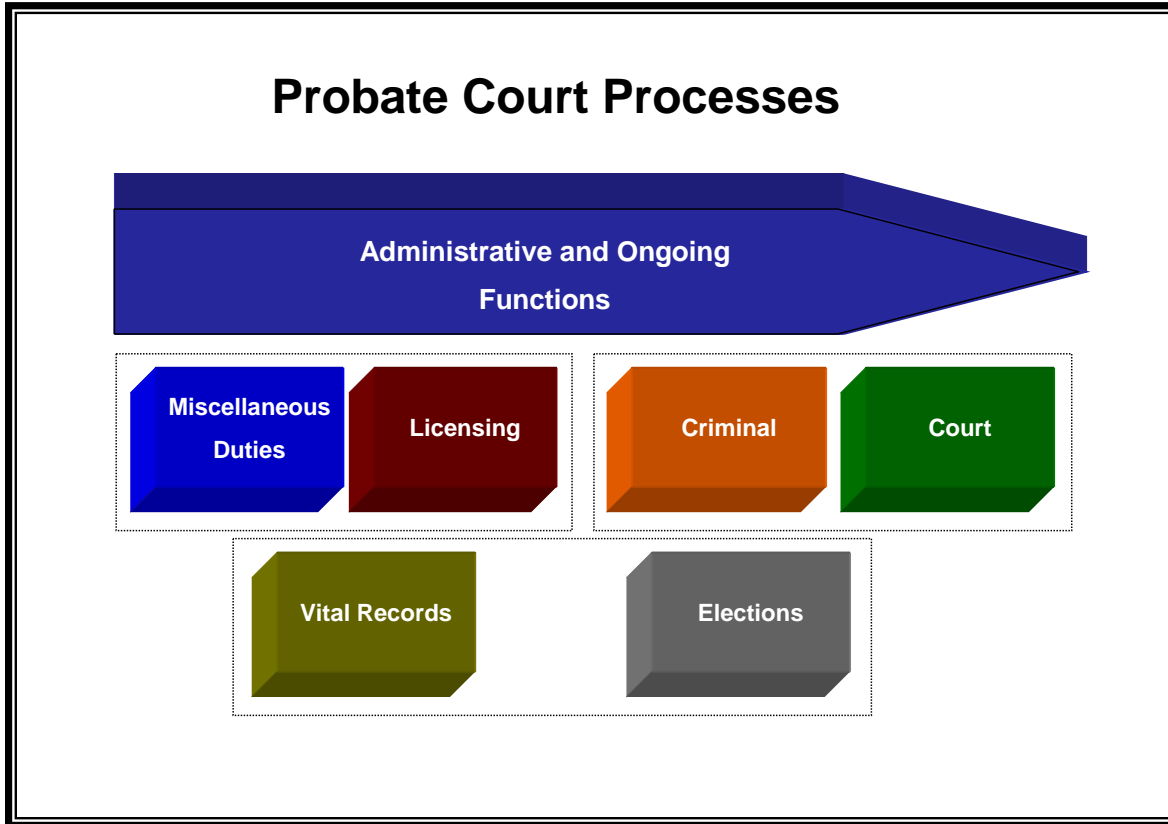 Probate Court Processes
Administrative and Ongoing
Functions
Miscellaneous
Duties
Licensing
Criminal
Court
Vital Records
Elections